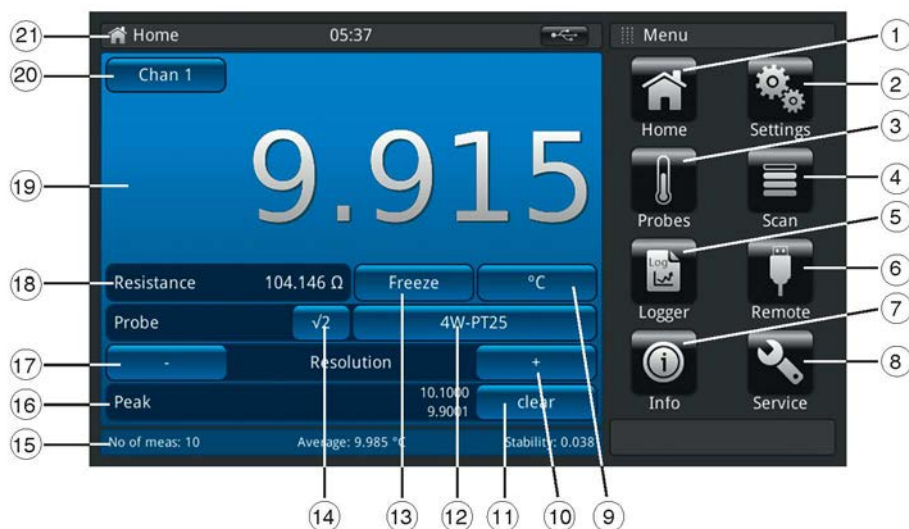 21 Home 05:37 Menu 1
20 Chan 1 2
Home Settings
3
19 9.915 4
Probes Scan
5
18 Resistance 104.146 Ω Freeze °C 6
Log
Logger Remote
Probe √2 4W-PT25
7
17 - Resolution + 8
16 Peak 10.1000 clear
9.9001
Info Service
15 No of meas: 10 Average: 9.985 °C Stability: 0.038
14 13 12 11 10 9